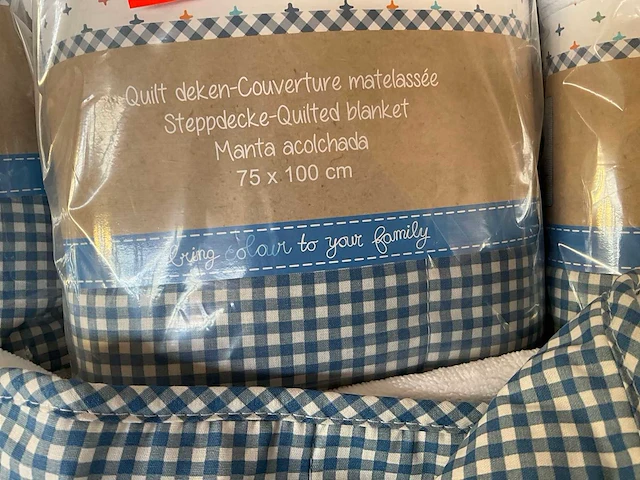 Quilt deken-Couverture matelassée
Steppdecke-Quilted blanket
Manta acolchada
75 x 100 cm
bring colour to your family